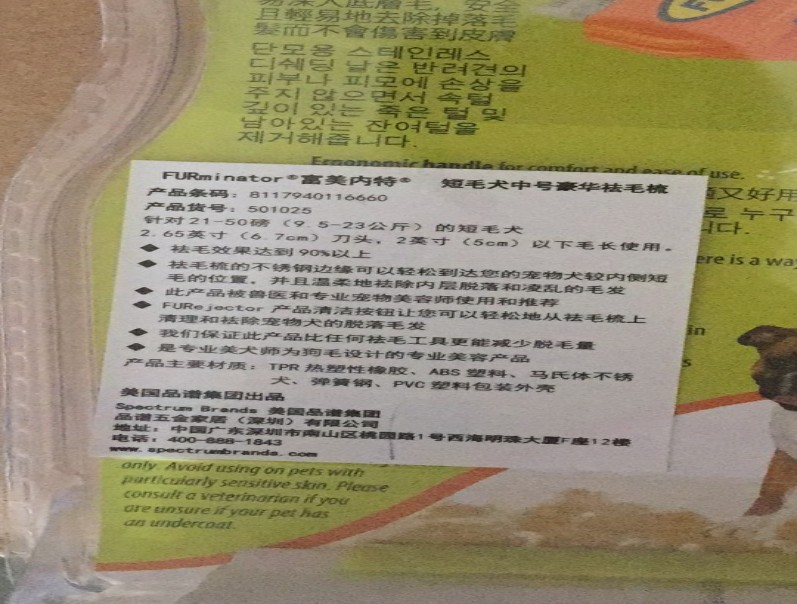 易深入底層毛，安全
且輕易地去除掉落毛
髮而不會傷害到皮膚
단모용 스테인레스
디쉐딩 날은 반려견의
피부나 피모에 손상을
주지 않으면서 속털
깊이 있는 죽은 털 및
남아있는 잔여털을
제거해줍니다.
Ergonomic handle for comfort and ease of use.
又好用
로 누구
니다.
ere is a way
in
s
FURminator®富美内特® 短毛犬中号豪华祛毛梳
产品条码：8117940116660
产品货号：501025
针对21-50磅（9.5-23公斤）的短毛犬
2.65英寸（6.7cm）刀头，2英寸（5cm）以下毛长使用。
◆ 祛毛效果达到90%以上
◆ 祛毛梳的不锈钢边缘可以轻松到达您的宠物犬较内侧短
毛的位置，并且温柔地祛除内层脱落和凌乱的毛发
◆ 此产品被兽医和专业宠物美容师使用和推荐
◆ FURejector 产品清洁按钮让您可以轻松地从祛毛梳上
清理和祛除宠物犬的脱落毛发
◆ 我们保证此产品比任何祛毛工具更能减少脱毛量
◆ 是专业美犬师为狗毛设计的专业美容产品
产品主要材质：TPR 热塑性橡胶、ABS 塑料、马氏体不锈
犬、弹簧钢、PVC 塑料包装外壳
美国品谱集团出品
Spectrum Brands 美国品谱集团
品谱五金家居（深圳）有限公司
地址：中国广东深圳市南山区桃园路1号西海明珠大厦F座12楼
电话：400-888-1843
www.spectrumbrands.com
only. Avoid using on pets with
particularly sensitive skin. Please
consult a veterinarian if you
are unsure if your pet has
an undercoat.